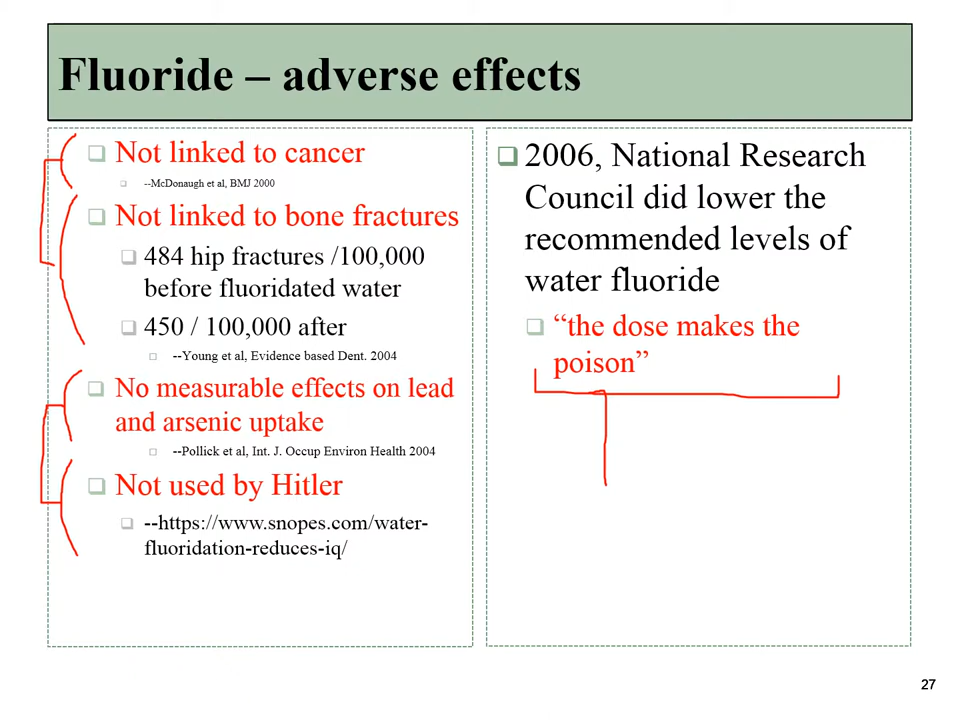 Fluoride – adverse effects
Not linked to cancer
--McDonaugh et al, BMJ 2000
Not linked to bone fractures
484 hip fractures /100,000
before fluoridated water
450 / 100,000 after
--Young et al, Evidence based Dent. 2004
No measurable effects on lead
and arsenic uptake
--Pollick et al, Int. J. Occup Environ Health 2004
Not used by Hitler
--https://www.snopes.com/water-
fluoridation-reduces-iq/
2006, National Research
Council did lower the
recommended levels of
water fluoride
“the dose makes the
poison”
27